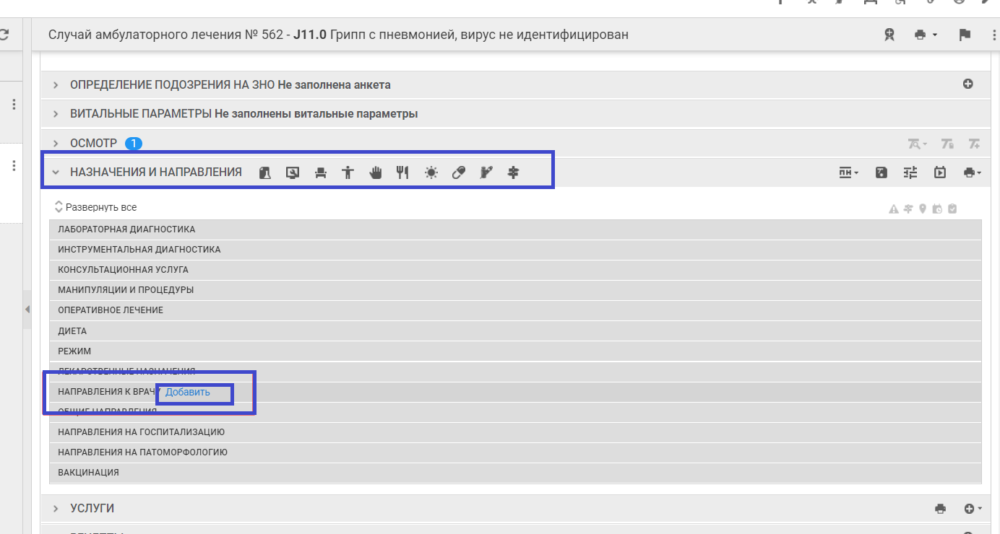 Случай амбулаторного лечения № 562 - J11.0 Грипп с пневмонией, вирус не идентифицирован
ОПРЕДЕЛЕНИЕ ПОДОЗРЕНИЯ НА ЗНО Не заполнена анкета
ВИТАЛЬНЫЕ ПАРАМЕТРЫ Не заполнены витальные параметры
ОСМОТР 1
НАЗНАЧЕНИЯ И НАПРАВЛЕНИЯ ПН
Развернуть все
ЛАБОРАТОРНАЯ ДИАГНОСТИКА
ИНСТРУМЕНТАЛЬНАЯ ДИАГНОСТИКА
КОНСУЛЬТАЦИОННАЯ УСЛУГА
МАНИПУЛЯЦИИ И ПРОЦЕДУРЫ
ОПЕРАТИВНОЕ ЛЕЧЕНИЕ
ДИЕТА
РЕЖИМ
ЛЕКАРСТВЕННЫЕ НАЗНАЧЕНИЯ
НАПРАВЛЕНИЯ К ВРАЧУ Добавить
ОБЩИЕ НАПРАВЛЕНИЯ
НАПРАВЛЕНИЯ НА ГОСПИТАЛИЗАЦИЮ
НАПРАВЛЕНИЯ НА ПАТОМОРФОЛОГИЮ
ВАКЦИНАЦИЯ
УСЛУГИ